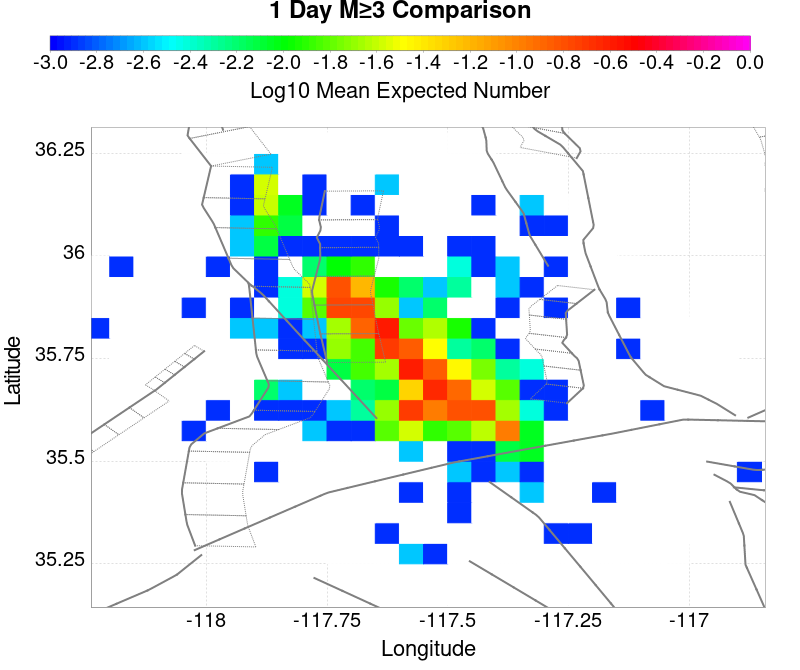 1 Day M≥3 Comparison
-3.0 -2.8 -2.6 -2.4 -2.2 -2.0 -1.8 -1.6 -1.4 -1.2 -1.0 -0.8 -0.6 -0.4 -0.2 0.0
Log10 Mean Expected Number
36.25
36
35.75
35.5
35.25
Latitude
-118 -117.75 -117.5 -117.25 -117
Longitude